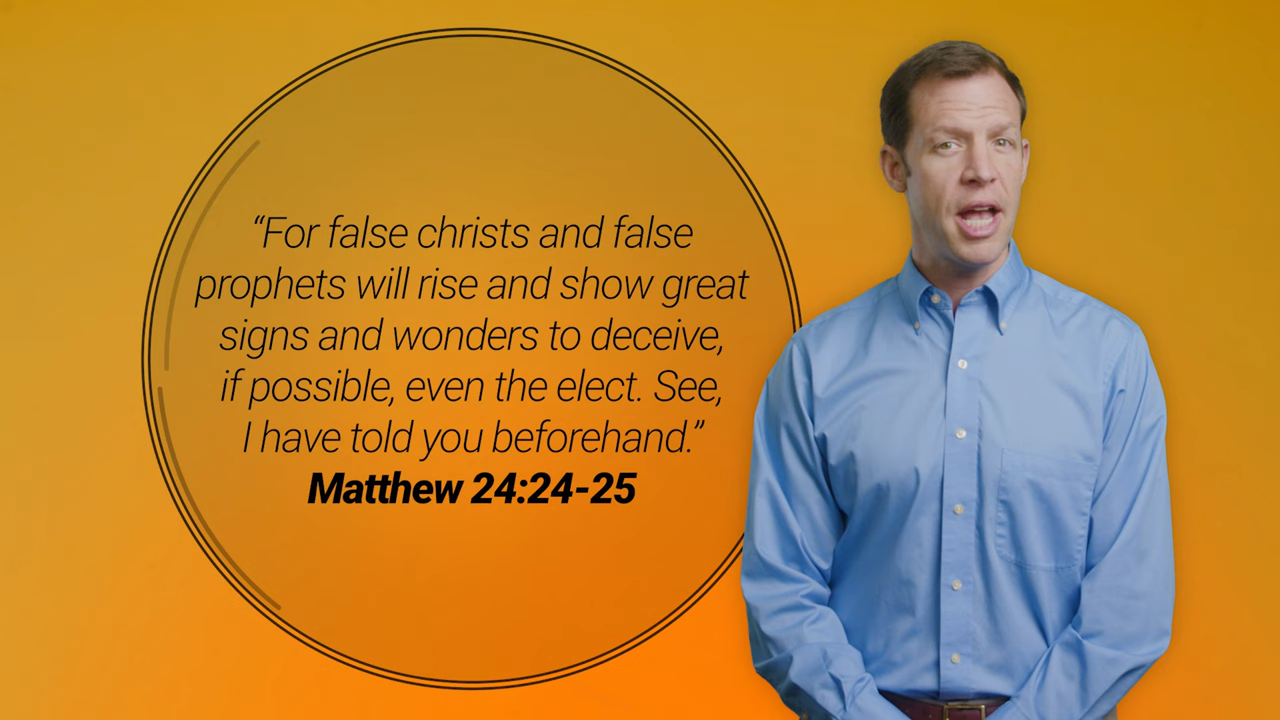 “For false christs and false
prophets will rise and show great
signs and wonders to deceive,
if possible, even the elect. See,
I have told you beforehand.”
Matthew 24:24-25